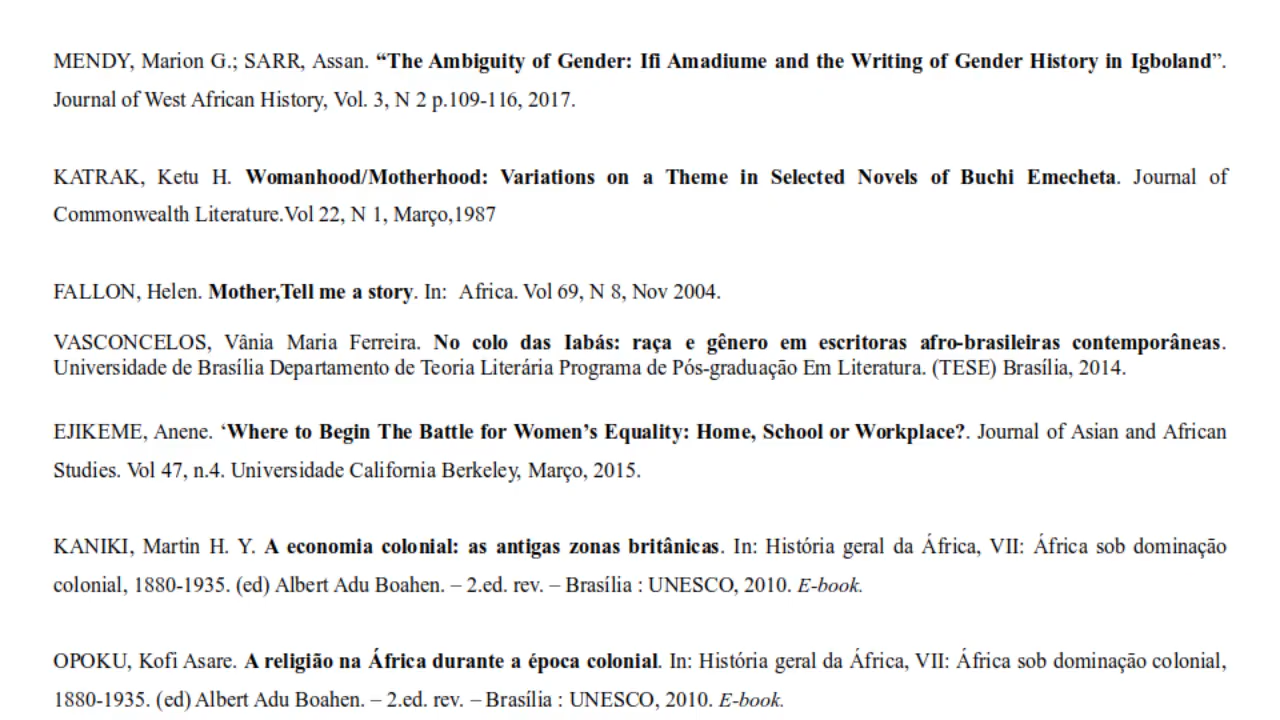 MENDY, Marion G.; SARR, Assan. “The Ambiguity of Gender: Ifi Amadiume and the Writing of Gender History in Igboland”.
Journal of West African History, Vol. 3, N 2 p.109-116, 2017.
KATRAK, Ketu H. Womanhood/Motherhood: Variations on a Theme in Selected Novels of Buchi Emecheta. Journal of
Commonwealth Literature.Vol 22, N 1, Março,1987
FALLON, Helen. Mother,Tell me a story. In: Africa. Vol 69, N 8, Nov 2004.
VASCONCELOS, Vânia Maria Ferreira. No colo das Iabás: raça e gênero em escritoras afro-brasileiras contemporâneas.
Universidade de Brasília Departamento de Teoria Literária Programa de Pós-graduação Em Literatura. (TESE) Brasília, 2014.
EJIKEME, Anene. ‘Where to Begin The Battle for Women’s Equality: Home, School or Workplace?. Journal of Asian and African
Studies. Vol 47, n.4. Universidade California Berkeley, Março, 2015.
KANIKI, Martin H. Y. A economia colonial: as antigas zonas britânicas. In: História geral da África, VII: África sob dominação
colonial, 1880-1935. (ed) Albert Adu Boahen. – 2.ed. rev. – Brasília : UNESCO, 2010. E-book.
OPOKU, Kofi Asare. A religião na África durante a época colonial. In: História geral da África, VII: África sob dominação colonial,
1880-1935. (ed) Albert Adu Boahen. – 2.ed. rev. – Brasília : UNESCO, 2010. E-book.